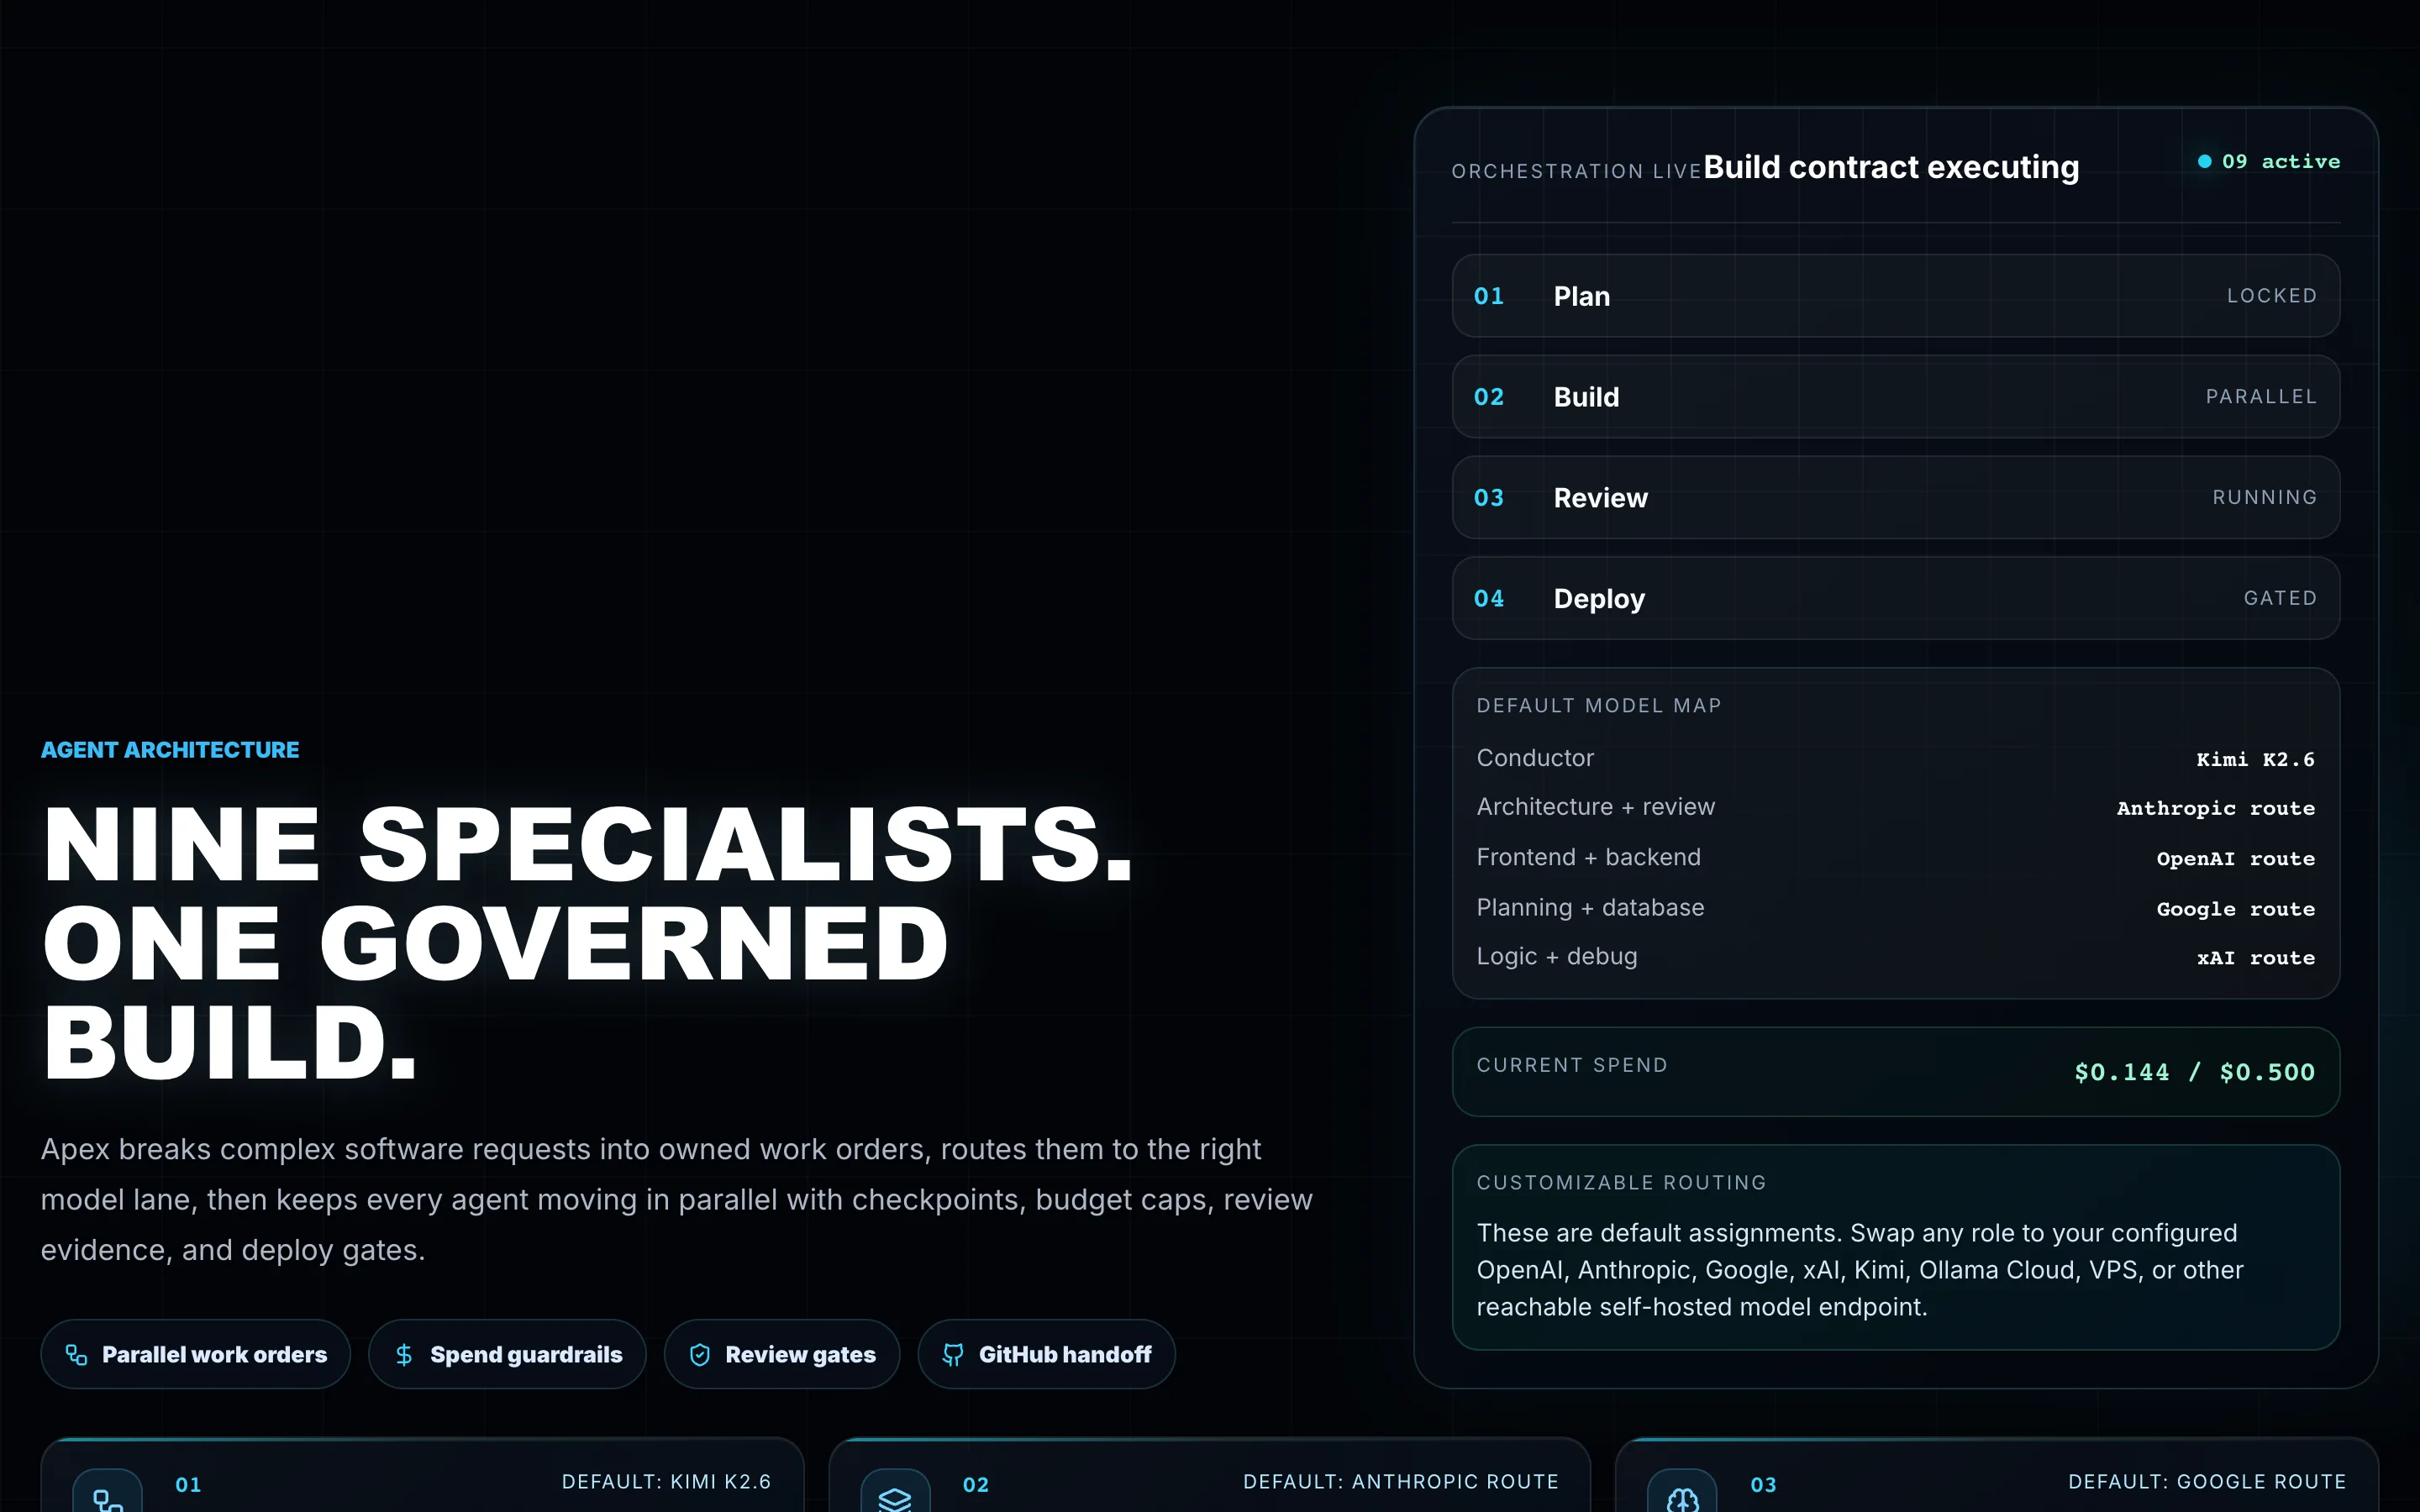 AGENT ARCHITECTURE
NINE SPECIALISTS.
ONE GOVERNED
BUILD.
Apex breaks complex software requests into owned work orders, routes them to the right
model lane, then keeps every agent moving in parallel with checkpoints, budget caps, review
evidence, and deploy gates.
Parallel work orders
Spend guardrails
Review gates
GitHub handoff
ORCHESTRATION LIVE Build contract executing
09 active
01 Plan LOCKED
02 Build PARALLEL
03 Review RUNNING
04 Deploy GATED
DEFAULT MODEL MAP
Conductor Kimi K2.6
Architecture + review Anthropic route
Frontend + backend OpenAI route
Planning + database Google route
Logic + debug xAI route
CURRENT SPEND $0.144 / $0.500
CUSTOMIZABLE ROUTING
These are default assignments. Swap any role to your configured
OpenAI, Anthropic, Google, xAI, Kimi, Ollama Cloud, VPS, or other
reachable self-hosted model endpoint.
01 DEFAULT: KIMI K2.6
02 DEFAULT: ANTHROPIC ROUTE
03 DEFAULT: GOOGLE ROUTE